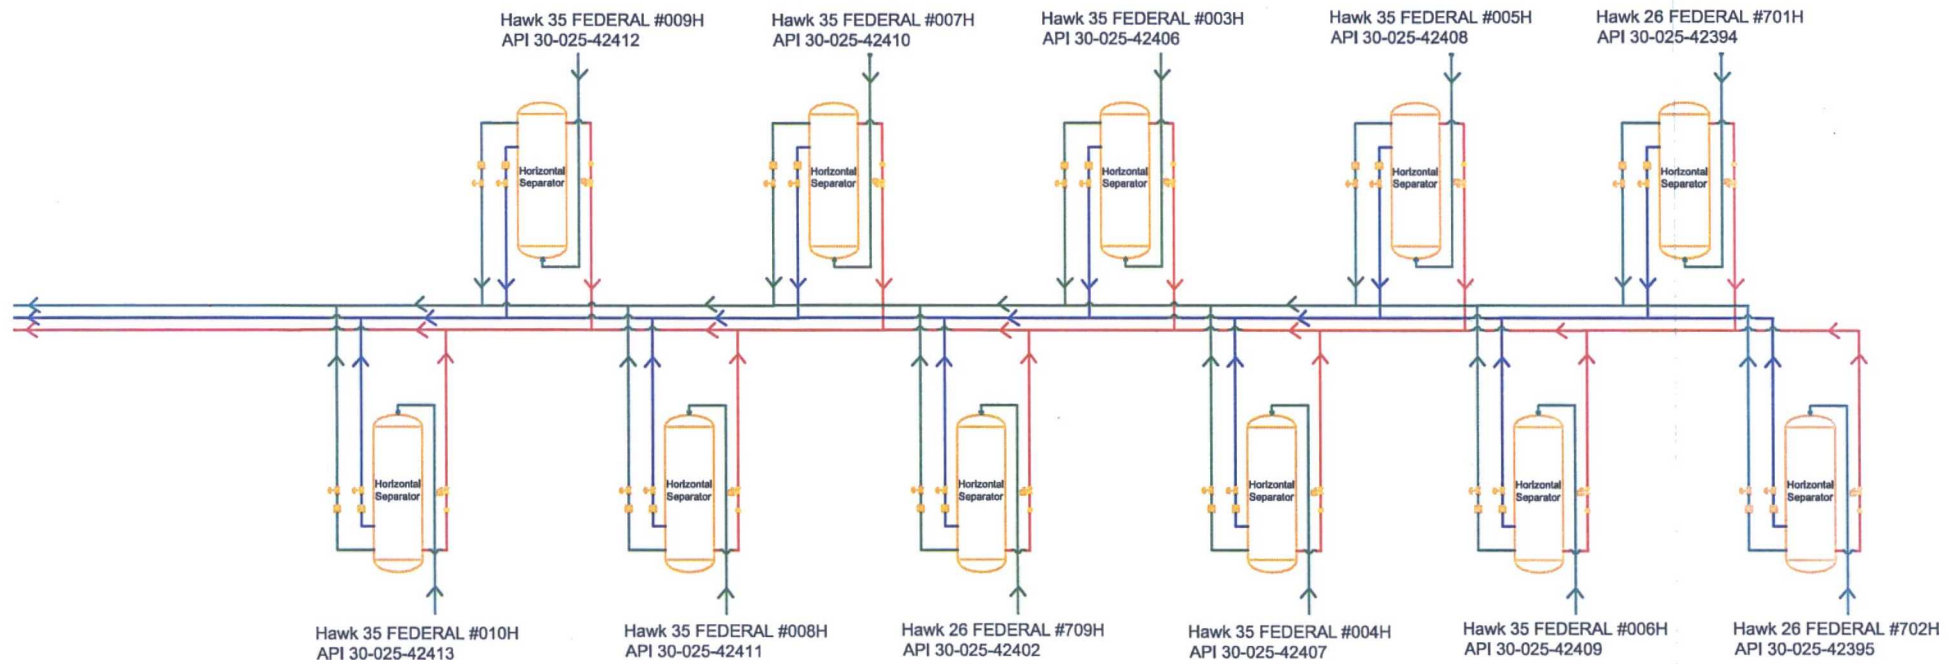 Hawk 35 FEDERAL #009H
API 30-025-42412
Hawk 35 FEDERAL #007H
API 30-025-42410
Hawk 35 FEDERAL #003H
API 30-025-42406
Hawk 35 FEDERAL #005H
API 30-025-42408
Hawk 26 FEDERAL #701H
API 30-025-42394
Horizontal
Separator
Horizontal
Separator
Horizontal
Separator
Horizontal
Separator
Horizontal
Separator
Horizontal
Separator
Horizontal
Separator
Horizontal
Separator
Horizontal
Separator
Horizontal
Separator
Horizontal
Separator
Hawk 35 FEDERAL #010H
API 30-025-42413
Hawk 35 FEDERAL #008H
API 30-025-42411
Hawk 26 FEDERAL #709H
API 30-025-42402
Hawk 35 FEDERAL #004H
API 30-025-42407
Hawk 35 FEDERAL #006H
API 30-025-42409
Hawk 26 FEDERAL #702H
API 30-025-42395